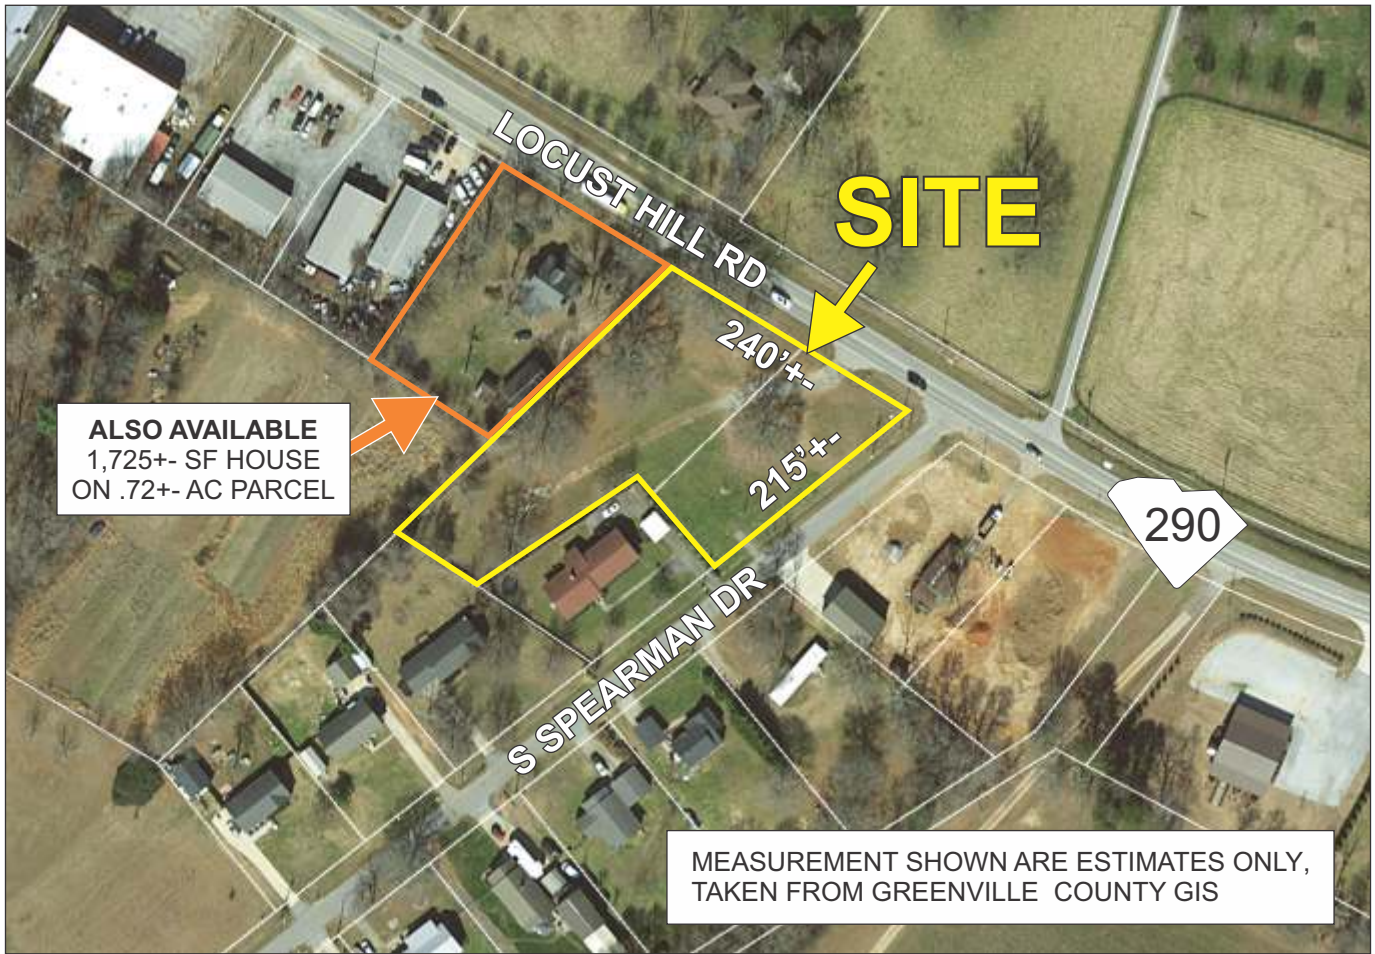 LOCUST HILL RD
SITE
240'+-
215'+-
ALSO AVAILABLE
1,725+- SF HOUSE
ON .72+- AC PARCEL
290
S SPEARMAN DR
MEASUREMENT SHOWN ARE ESTIMATES ONLY,
TAKEN FROM GREENVILLE COUNTY GIS